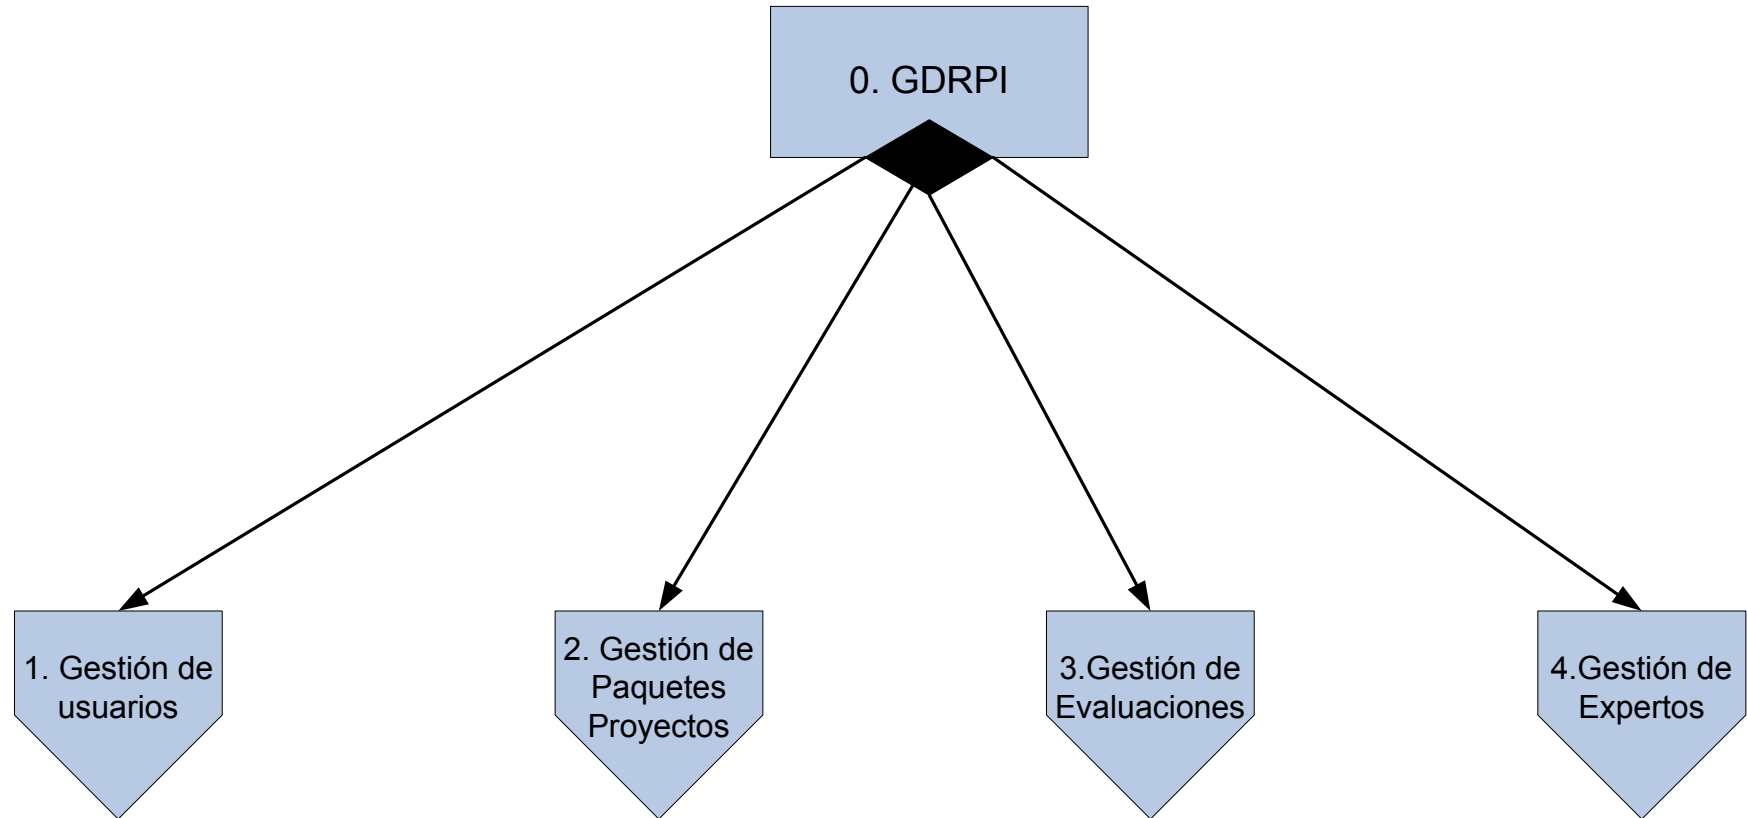 0. GDRPI
1. Gestión de
usuarios
2. Gestión de
Paquetes
Proyectos
3.Gestión de
Evaluaciones
4.Gestión de
Expertos